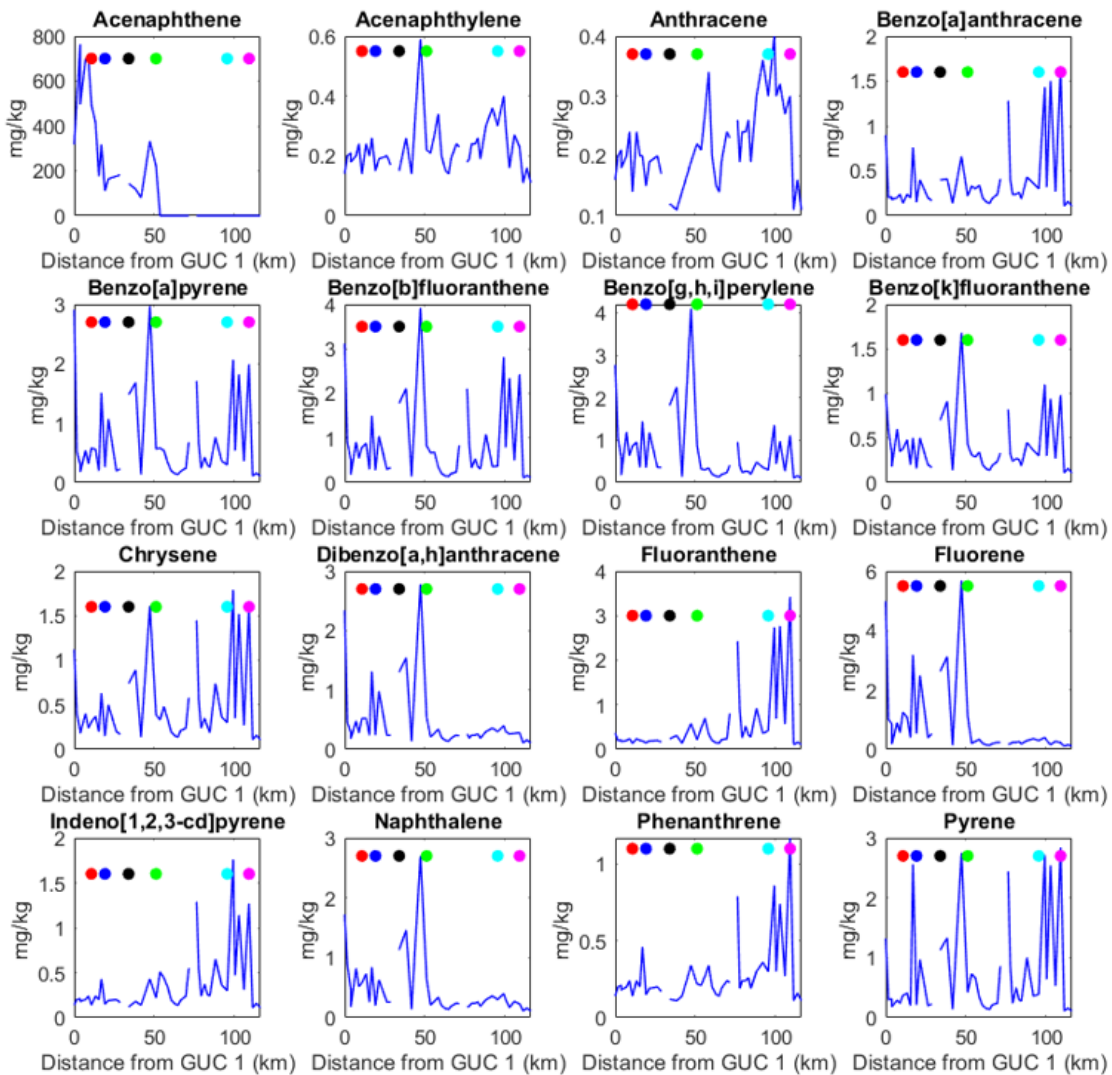 Acenaphthene Acenaphthylene Anthracene Benzo[a]anthracene
800 0.6 0.4 2
600 0.4 0.3 1.5
400 0.2 0.2 1
200 0.5
0 0 0.1 0
mg/kg mg/kg mg/kg mg/kg
0 50 100 0 50 100 0 50 100 0 50 100
Distance from GUC 1 (km) Distance from GUC 1 (km) Distance from GUC 1 (km) Distance from GUC 1 (km)
Benzo[a]pyrene Benzo[b]fluoranthene Benzo[g,h,i]perylene Benzo[k]fluoranthene
3 4 4 2
2 3 3 1.5
1 2 2 1
1 1 0.5
0 0 0 0
mg/kg mg/kg mg/kg mg/kg
0 50 100 0 50 100 0 50 100 0 50 100
Distance from GUC 1 (km) Distance from GUC 1 (km) Distance from GUC 1 (km) Distance from GUC 1 (km)
Chrysene Dibenzo[a,h]anthracene Fluoranthene Fluorene
2 3 4 6
1.5 2 3 4
1 1 2 2
0.5 1
0 0 0 0
mg/kg mg/kg mg/kg mg/kg
0 50 100 0 50 100 0 50 100 0 50 100
Distance from GUC 1 (km) Distance from GUC 1 (km) Distance from GUC 1 (km) Distance from GUC 1 (km)
Indeno[1,2,3-cd]pyrene Naphthalene Phenanthrene Pyrene
2 3 1 3
1.5 2 0.5 2
1 1 1
0.5
0 0 0 0
mg/kg mg/kg mg/kg mg/kg
0 50 100 0 50 100 0 50 100 0 50 100
Distance from GUC 1 (km) Distance from GUC 1 (km) Distance from GUC 1 (km) Distance from GUC 1 (km)